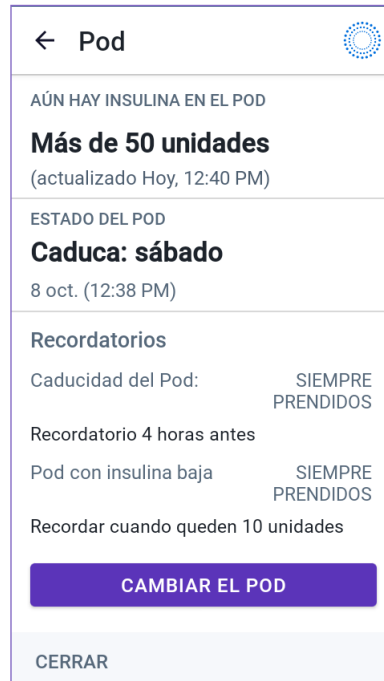 Pod
AÚN HAY INSULINA EN EL POD
Más de 50 unidades
(actualizado Hoy, 12:40 PM)
ESTADO DEL POD
Caduca: sábado
8 oct. (12:38 PM)
Recordatorios
Caducidad del Pod: SIEMPRE
PRENDIDOS
Recordatorio 4 horas antes
Pod con insulina baja SIEMPRE
PRENDIDOS
Recordar cuando queden 10 unidades
CAMBIAR EL POD
CERRAR